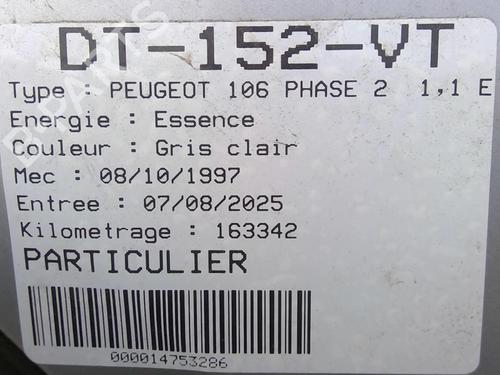 DT-152-VT
Type : PEUGEOT 106 PHASE 2 1,1 E
Energie : Essence
Couleur : Gris clair
Mec : 08/10/1997
Entree : 07/08/2025
Kilometrage : 163342
PARTICULIER
000014753286